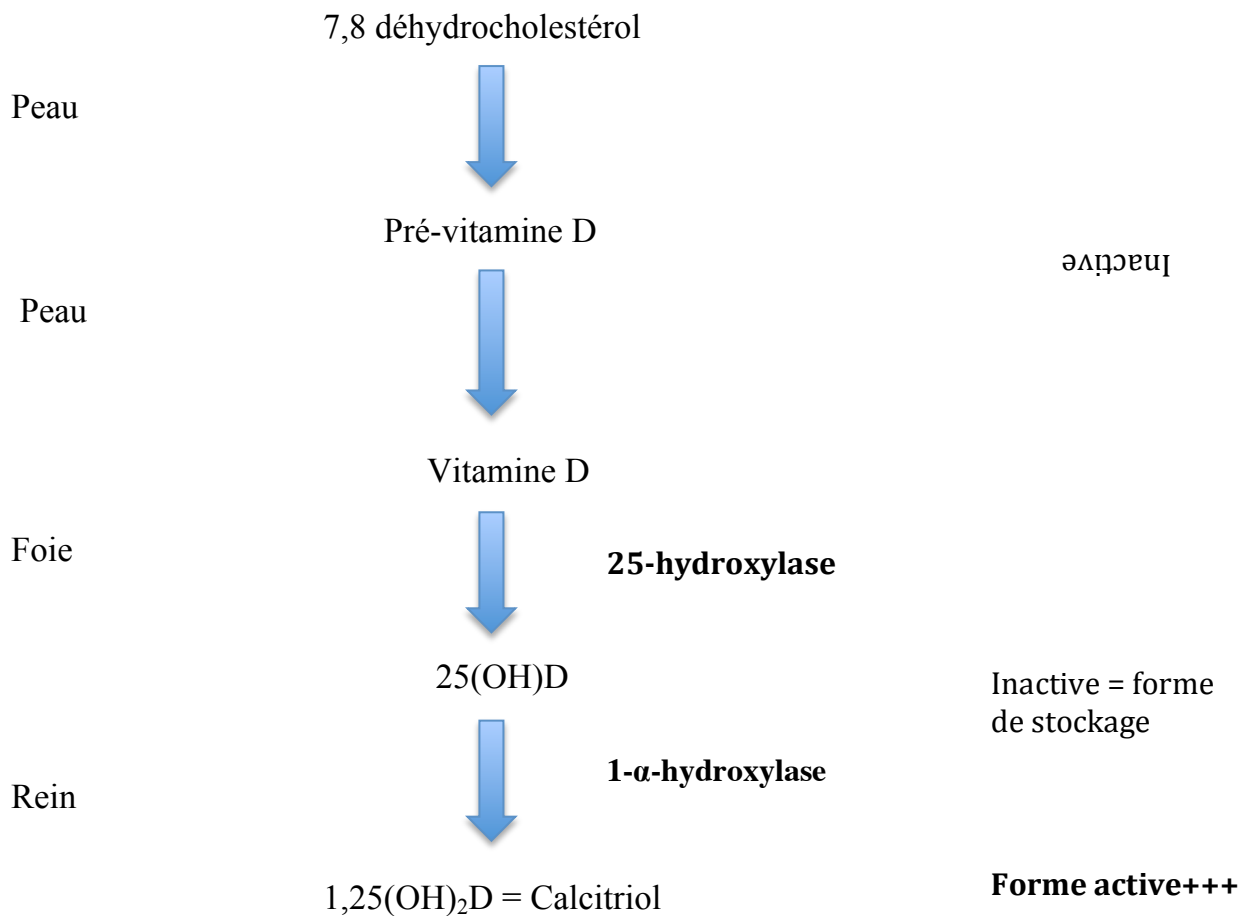 7,8 déhydrocholestérol
Peau
Pré-vitamine D
Inactive
Peau
Vitamine D
Foie
25-hydroxylase
25(OH)D
Inactive = forme
de stockage
1-α-hydroxylase
Rein
1,25(OH)₂D = Calcitriol
Forme active+++